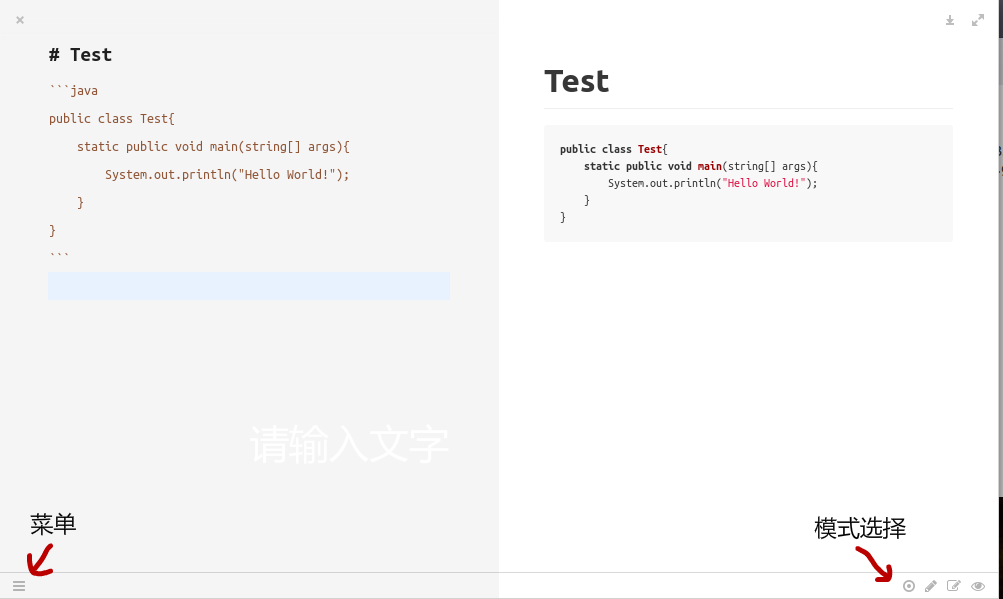 # Test
```java
public class Test{
    static public void main(string[] args){
        System.out.println("Hello World!");
    }
}
```
请输入文字
菜单
Test
public class Test{
    static public void main(string[] args){
        System.out.println("Hello World!");
    }
}
模式选择